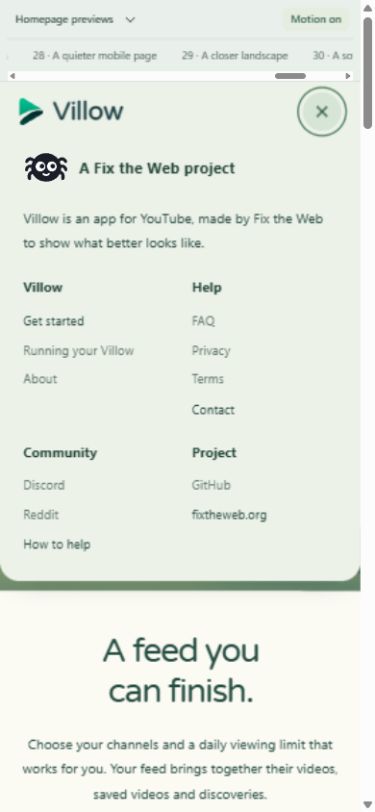 Homepage previews
Motion on
28 · A quieter mobile page
29 · A closer landscape
30 · A
Villow
A Fix the Web project
Villow is an app for YouTube, made by Fix the Web
to show what better looks like.
Villow
Get started
Running your Villow
About
Help
FAQ
Privacy
Terms
Contact
Community
Discord
Reddit
How to help
Project
GitHub
fixtheweb.org
A feed you
can finish.
Choose your channels and a daily viewing limit that
works for you. Your feed brings together their videos,
saved videos and discoveries.